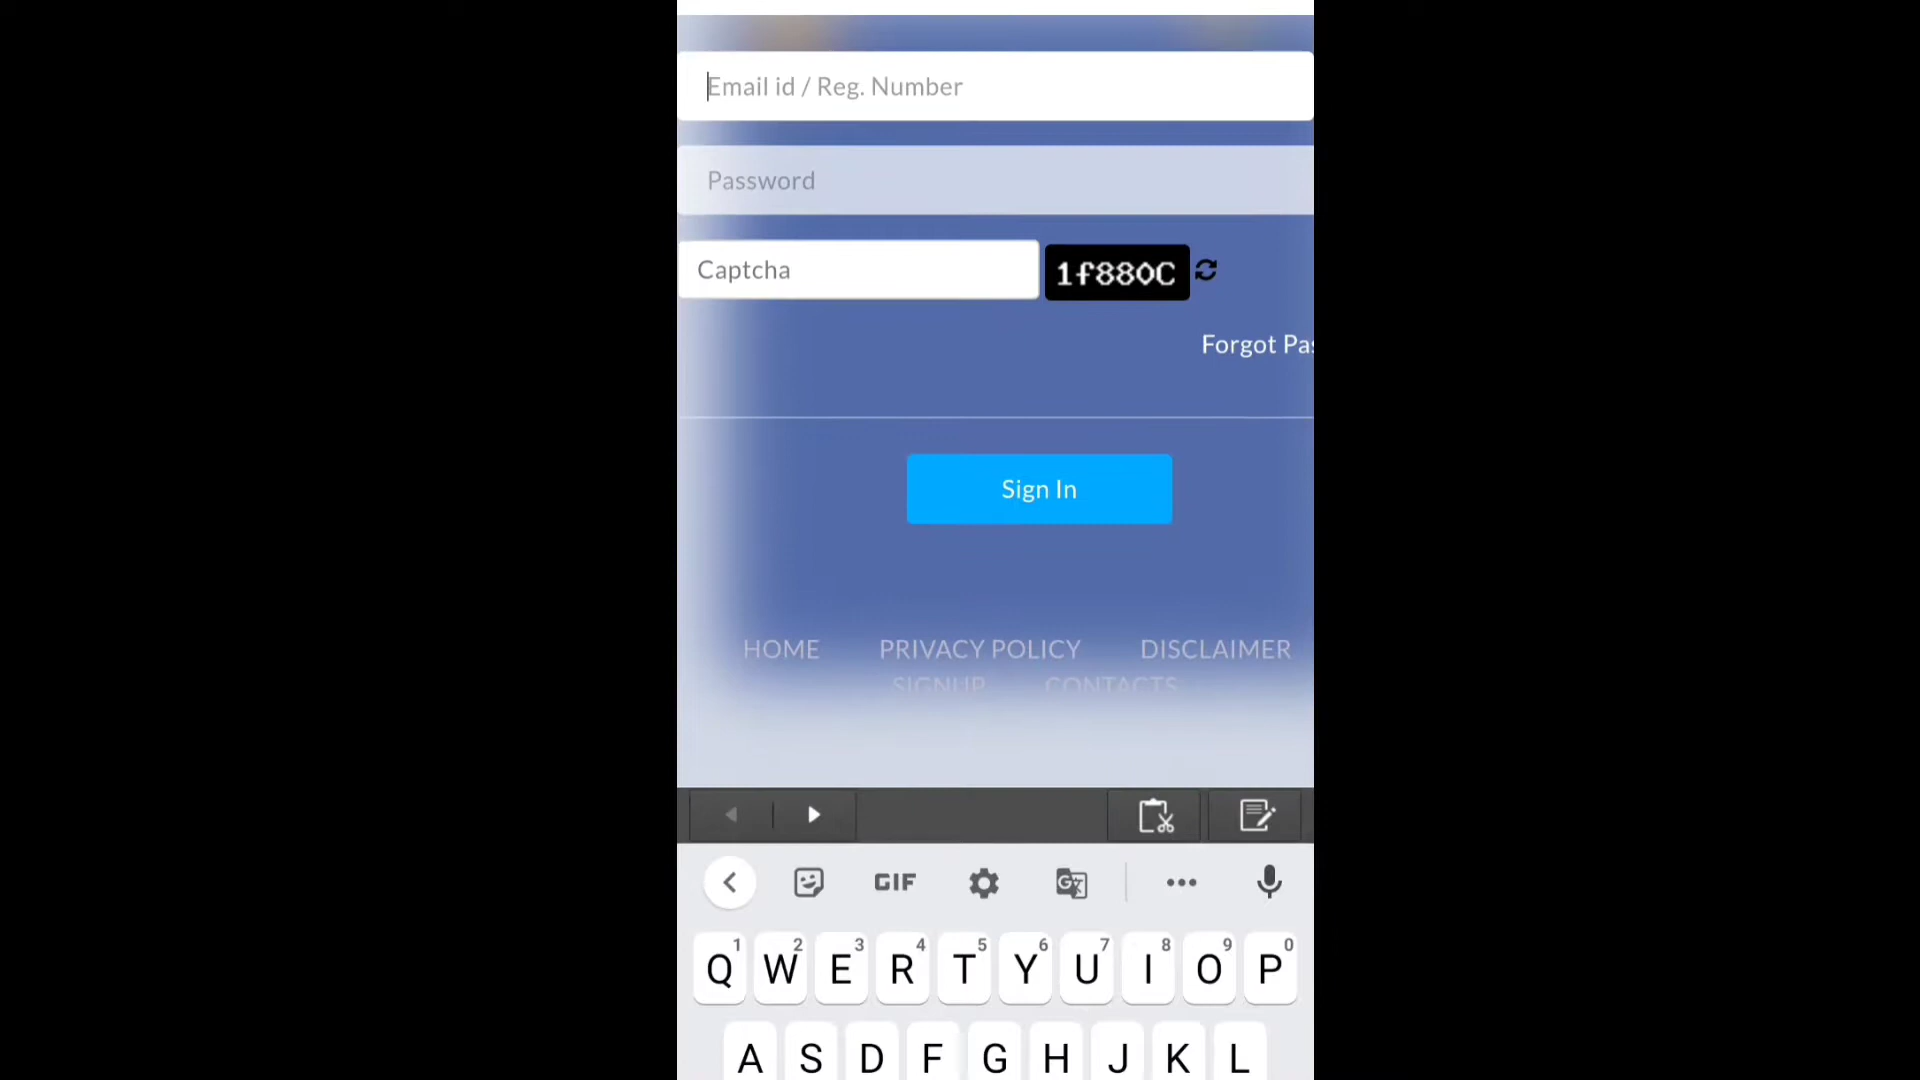 Email id / Reg. Number
Password
Captcha 1f880C
Forgot Pas
Sign In
HOME PRIVACY POLICY DISCLAIMER
SIGNUP CONTACTS
GIF
1 2 3 4 5 6 7 8 9 0
Q W E R T Y U I O P
A S D F G H J K L